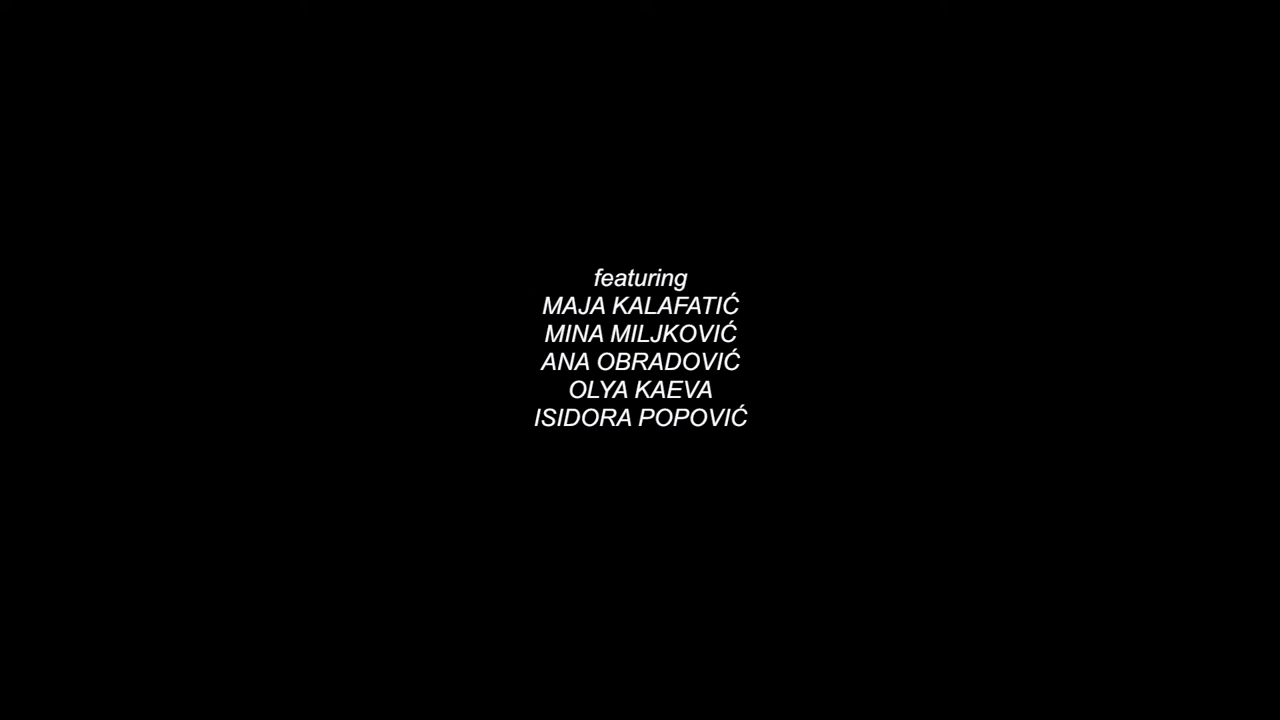 featuring
MAJA KALAFATIĆ
MINA MILJKOVIĆ
ANA OBRADOVIĆ
OLYA KAEVA
ISIDORA POPOVIĆ